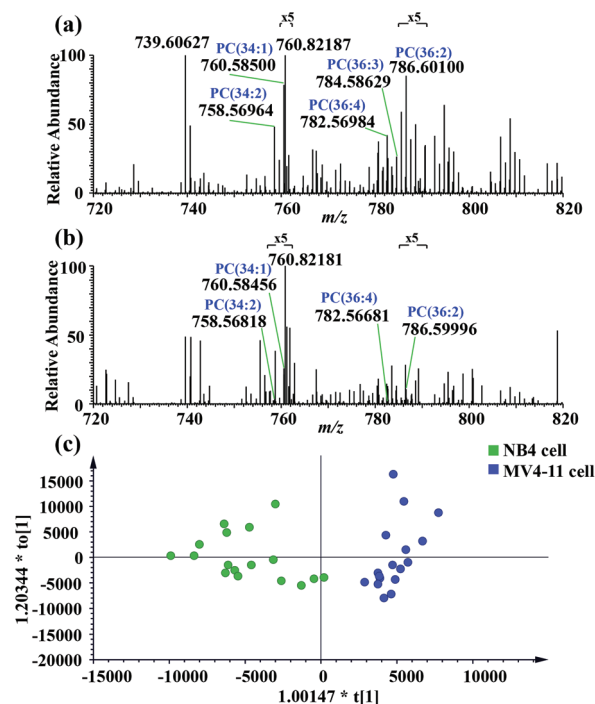 (a)
x5
x5
739.60627
PC(34:1)
760.58500
760.82187
PC(34:2)
758.56964
PC(36:3)
784.58629
PC(36:2)
786.60100
PC(36:4)
782.56984
Relative Abundance
100
50
0
720 740 760 780 800 820
m/z
(b)
x5
x5
760.82181
PC(34:1)
760.58456
PC(34:2)
758.56818
PC(36:4)
782.56681
PC(36:2)
786.59996
Relative Abundance
100
50
0
720 740 760 780 800 820
m/z
(c)
NB4 cell
MV4-11 cell
1.20344 * to[1]
15000
10000
5000
0
-5000
-10000
-15000
-20000
-15000 -10000 -5000 0 5000 10000
1.00147 * t[1]